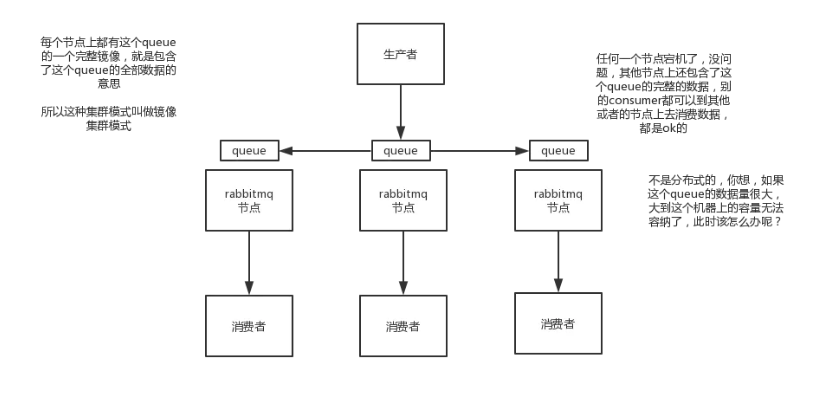 每个节点上都有这个queue
的一个完整镜像，就是包含
了这个queue的全部数据的
意思
所以这种集群模式叫做镜像
集群模式
生产者
任何一个节点宕机了，没问
题，其他节点上还包含了这
个queue的完整的数据，别
的consumer都可以到其他
或者的节点上去消费数据，
都是ok的
queue
queue
queue
rabbitmq
节点
rabbitmq
节点
rabbitmq
节点
不是分布式的，你想，如果
这个queue的数据量很大，
大到这个机器上的容量无法
容纳了，此时该怎么办呢？
消费者
消费者
消费者